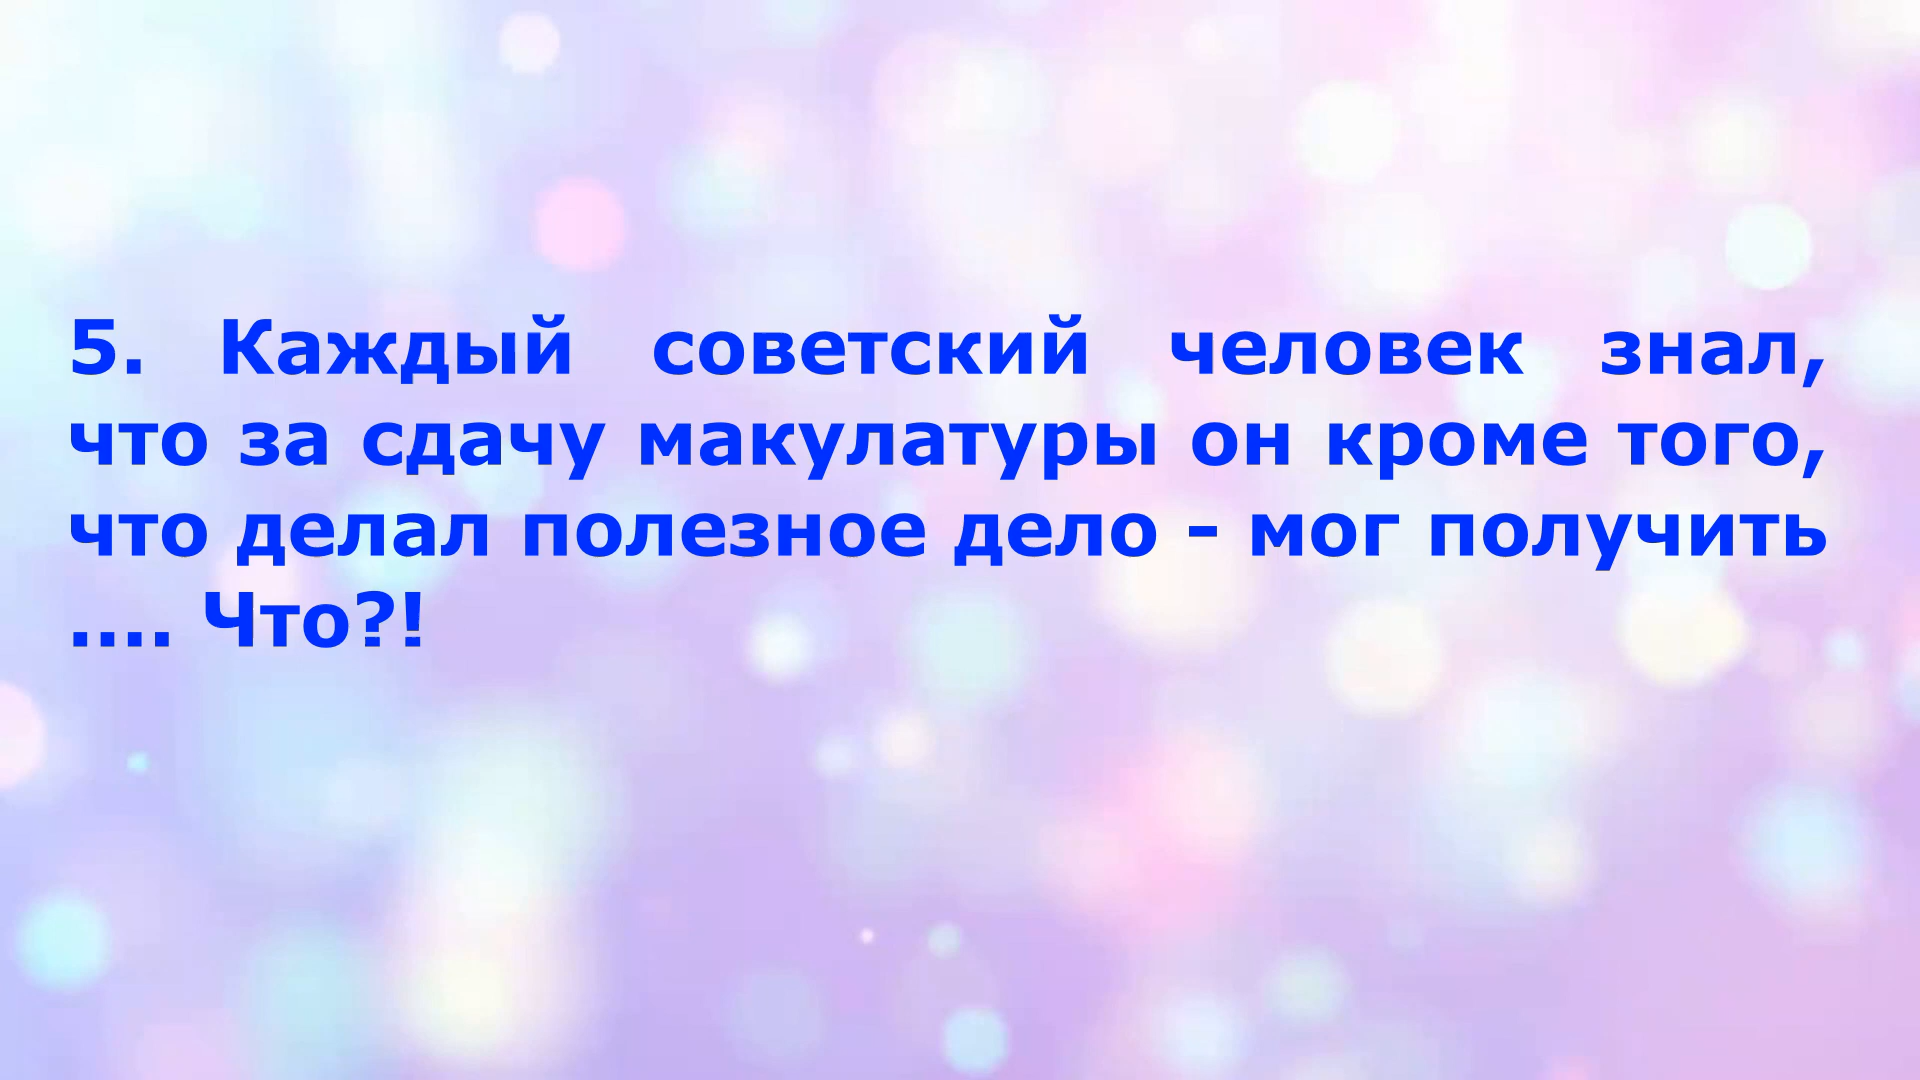 5. Каждый советский человек знал,
что за сдачу макулатуры он кроме того,
что делал полезное дело - мог получить
.... Что?!